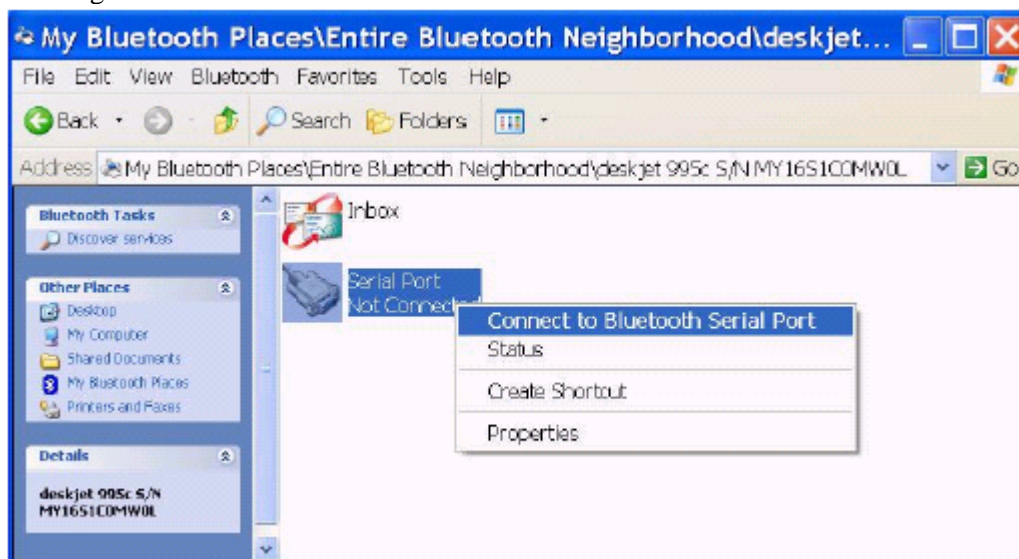 My Bluetooth Places\Entire Bluetooth Neighborhood\deskjet...
File Edit View Bluetooth Favorites Tools Help
Back Search Folders
Address My Bluetooth Places\Entire Bluetooth Neighborhood\deskjet 995c S/N MY16S1C0MW0L Go
Bluetooth Tasks
Discover services
Other Places
Desktop
My Computer
Shared Documents
My Bluetooth Places
Printers and Faxes
Details
deskjet 995c S/N
MY16S1C0MW0L
Inbox
Serial Port
Not Connected
Connect to Bluetooth Serial Port
Status
Create Shortcut
Properties